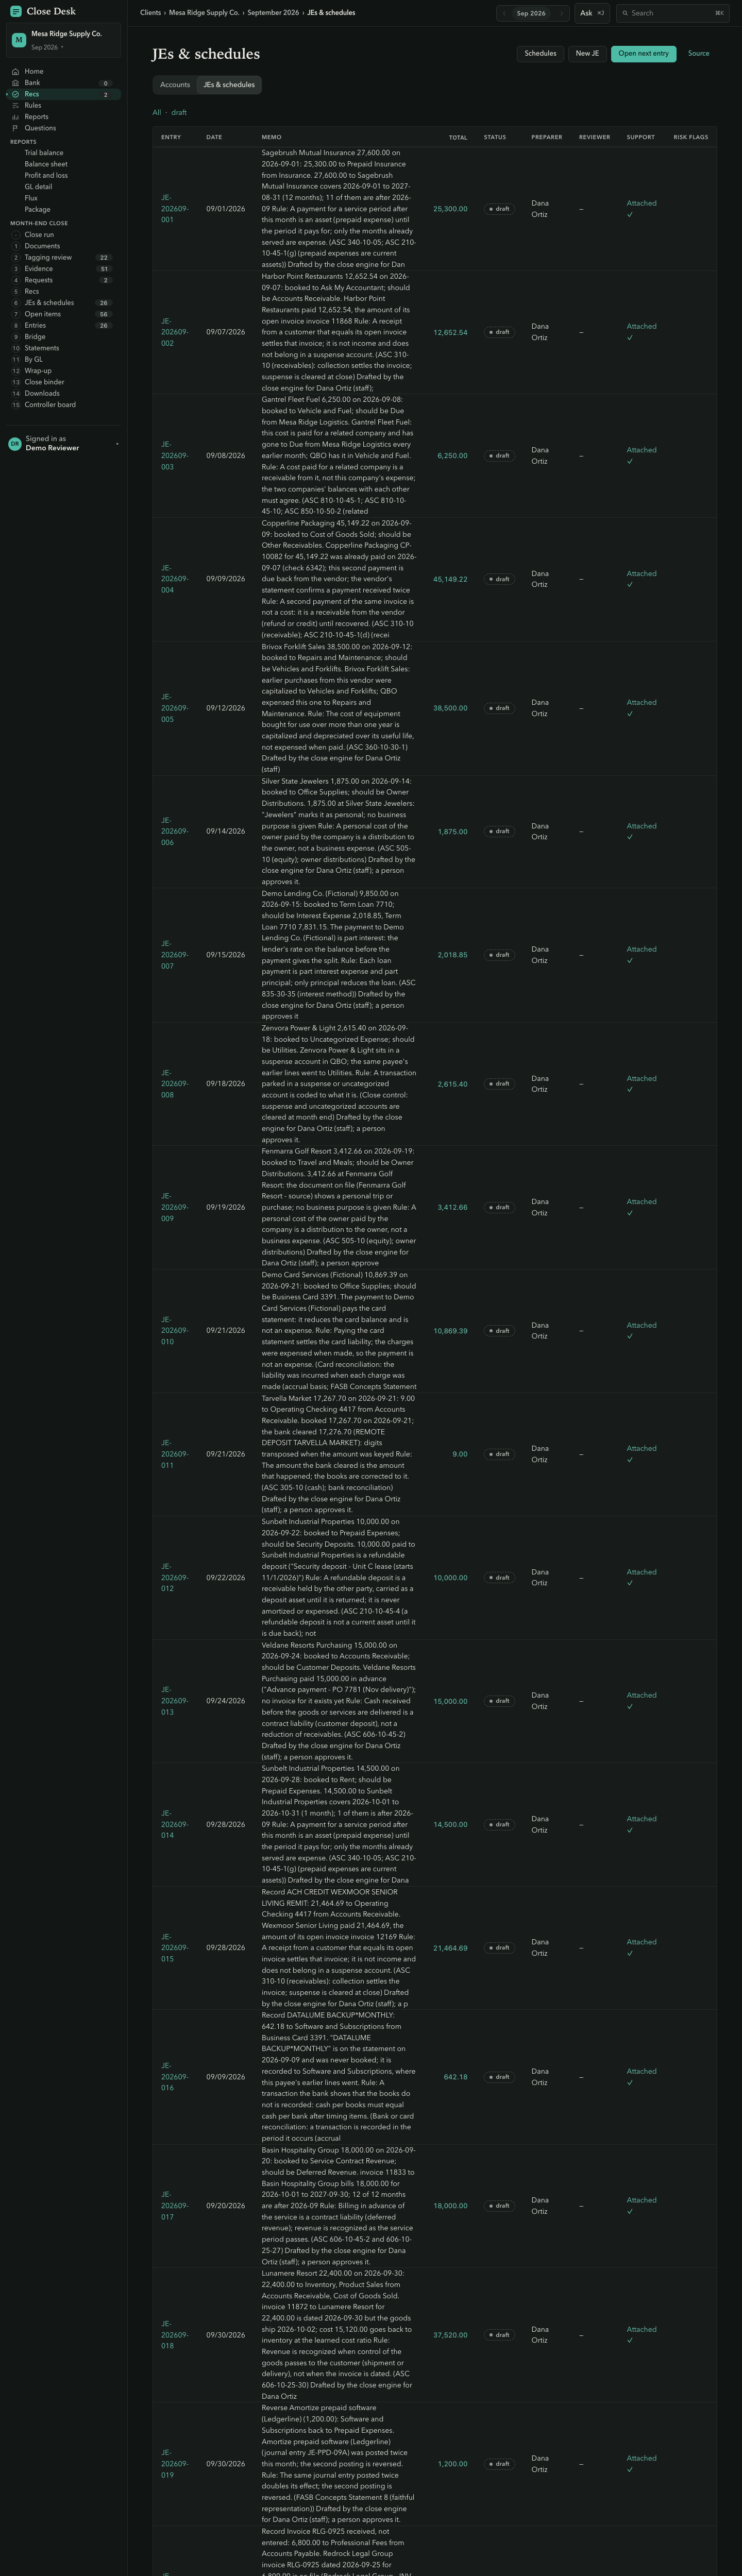 Close Desk
M
Mesa Ridge Supply Co.
Sep 2026
Home
Bank 0
Recs 2
Rules
Reports
Questions
REPORTS
Trial balance
Balance sheet
Profit and loss
GL detail
Flux
Package
MONTH-END CLOSE
Close run
1 Documents
2 Tagging review 22
3 Evidence 51
4 Requests 2
5 Recs
6 JEs & schedules 26
7 Open items 56
8 Entries 26
9 Bridge
10 Statements
11 By GL
12 Wrap-up
13 Close binder
14 Downloads
15 Controller board
DR
Signed in as
Demo Reviewer
Clients › Mesa Ridge Supply Co. › September 2026 › JEs & schedules
Sep 2026
Ask ⌘J
Search ⌘K
JEs & schedules
Schedules
New JE
Open next entry
Source
Accounts
JEs & schedules
All · draft
ENTRY DATE MEMO TOTAL STATUS PREPARER REVIEWER SUPPORT RISK FLAGS
JE-
202609-
001
09/01/2026
Sagebrush Mutual Insurance 27,600.00 on
2026-09-01: 25,300.00 to Prepaid Insurance
from Insurance. 27,600.00 to Sagebrush
Mutual Insurance covers 2026-09-01 to 2027-
08-31 (12 months); 11 of them are after 2026-
09 Rule: A payment for a service period after
this month is an asset (prepaid expense) until
the period it pays for; only the months already
served are expense. (ASC 340-10-05; ASC 210-
10-45-1(g) (prepaid expenses are current
assets)) Drafted by the close engine for Dan
25,300.00
draft
Dana
Ortiz
—
Attached
✓
JE-
202609-
002
09/07/2026
Harbor Point Restaurants 12,652.54 on 2026-
09-07: booked to Ask My Accountant; should
be Accounts Receivable. Harbor Point
Restaurants paid 12,652.54, the amount of its
open invoice invoice 11868 Rule: A receipt
from a customer that equals its open invoice
settles that invoice; it is not income and does
not belong in a suspense account. (ASC 310-
10 (receivables): collection settles the invoice;
suspense is cleared at close) Drafted by the
close engine for Dana Ortiz (staff);
12,652.54
draft
Dana
Ortiz
—
Attached
✓
JE-
202609-
003
09/08/2026
Gantrel Fleet Fuel 6,250.00 on 2026-09-08:
booked to Vehicle and Fuel; should be Due
from Mesa Ridge Logistics. Gantrel Fleet Fuel:
this cost is paid for a related company and has
gone to Due from Mesa Ridge Logistics every
earlier month; QBO has it in Vehicle and Fuel.
Rule: A cost paid for a related company is a
receivable from it, not this company's expense;
the two companies' balances with each other
must agree. (ASC 810-10-45-1; ASC 810-10-
45-10; ASC 850-10-50-2 (related
6,250.00
draft
Dana
Ortiz
—
Attached
✓
JE-
202609-
004
09/09/2026
Copperline Packaging 45,149.22 on 2026-09-
09: booked to Cost of Goods Sold; should be
Other Receivables. Copperline Packaging CP-
10082 for 45,149.22 was already paid on 2026-
09-07 (check 6342); this second payment is
due back from the vendor; the vendor's
statement confirms a payment received twice
Rule: A second payment of the same invoice is
not a cost: it is a receivable from the vendor
(refund or credit) until recovered. (ASC 310-10
(receivable); ASC 210-10-45-1(d) (recei
45,149.22
draft
Dana
Ortiz
—
Attached
✓
JE-
202609-
005
09/12/2026
Brivox Forklift Sales 38,500.00 on 2026-09-12:
booked to Repairs and Maintenance; should
be Vehicles and Forklifts. Brivox Forklift Sales:
earlier purchases from this vendor were
capitalized to Vehicles and Forklifts; QBO
expensed this one to Repairs and
Maintenance. Rule: The cost of equipment
bought for use over more than one year is
capitalized and depreciated over its useful life,
not expensed when paid. (ASC 360-10-30-1)
Drafted by the close engine for Dana Ortiz
(staff)
38,500.00
draft
Dana
Ortiz
—
Attached
✓
JE-
202609-
006
09/14/2026
Silver State Jewelers 1,875.00 on 2026-09-14:
booked to Office Supplies; should be Owner
Distributions. 1,875.00 at Silver State Jewelers:
"Jewelers" marks it as personal; no business
purpose is given Rule: A personal cost of the
owner paid by the company is a distribution to
the owner, not a business expense. (ASC 505-
10 (equity); owner distributions) Drafted by the
close engine for Dana Ortiz (staff); a person
approves it.
1,875.00
draft
Dana
Ortiz
—
Attached
✓
JE-
202609-
007
09/15/2026
Demo Lending Co. (Fictional) 9,850.00 on
2026-09-15: booked to Term Loan 7710;
should be Interest Expense 2,018.85, Term
Loan 7710 7,831.15. The payment to Demo
Lending Co. (Fictional) is part interest: the
lender's rate on the balance before the
payment gives the split. Rule: Each loan
payment is part interest expense and part
principal; only principal reduces the loan. (ASC
835-30-35 (interest method)) Drafted by the
close engine for Dana Ortiz (staff); a person
approves it
2,018.85
draft
Dana
Ortiz
—
Attached
✓
JE-
202609-
008
09/18/2026
Zenvora Power & Light 2,615.40 on 2026-09-
18: booked to Uncategorized Expense; should
be Utilities. Zenvora Power & Light sits in a
suspense account in QBO; the same payee's
earlier lines went to Utilities. Rule: A transaction
parked in a suspense or uncategorized
account is coded to what it is. (Close control:
suspense and uncategorized accounts are
cleared at month end) Drafted by the close
engine for Dana Ortiz (staff); a person
approves it.
2,615.40
draft
Dana
Ortiz
—
Attached
✓
JE-
202609-
009
09/19/2026
Fenmarra Golf Resort 3,412.66 on 2026-09-19:
booked to Travel and Meals; should be Owner
Distributions. 3,412.66 at Fenmarra Golf
Resort: the document on file (Fenmarra Golf
Resort - source) shows a personal trip or
purchase; no business purpose is given Rule: A
personal cost of the owner paid by the
company is a distribution to the owner, not a
business expense. (ASC 505-10 (equity); owner
distributions) Drafted by the close engine for
Dana Ortiz (staff); a person approve
3,412.66
draft
Dana
Ortiz
—
Attached
✓
JE-
202609-
010
09/21/2026
Demo Card Services (Fictional) 10,869.39 on
2026-09-21: booked to Office Supplies; should
be Business Card 3391. The payment to Demo
Card Services (Fictional) pays the card
statement: it reduces the card balance and is
not an expense. Rule: Paying the card
statement settles the card liability; the charges
were expensed when made, so the payment is
not an expense. (Card reconciliation: the
liability was incurred when each charge was
made (accrual basis; FASB Concepts Statement
10,869.39
draft
Dana
Ortiz
—
Attached
✓
JE-
202609-
011
09/21/2026
Tarvella Market 17,267.70 on 2026-09-21: 9.00
to Operating Checking 4417 from Accounts
Receivable. booked 17,267.70 on 2026-09-21;
the bank cleared 17,276.70 (REMOTE
DEPOSIT TARVELLA MARKET): digits
transposed when the amount was keyed Rule:
The amount the bank cleared is the amount
that happened; the books are corrected to it.
(ASC 305-10 (cash); bank reconciliation)
Drafted by the close engine for Dana Ortiz
(staff); a person approves it.
9.00
draft
Dana
Ortiz
—
Attached
✓
JE-
202609-
012
09/22/2026
Sunbelt Industrial Properties 10,000.00 on
2026-09-22: booked to Prepaid Expenses;
should be Security Deposits. 10,000.00 paid to
Sunbelt Industrial Properties is a refundable
deposit ("Security deposit - Unit C lease (starts
11/1/2026)") Rule: A refundable deposit is a
receivable held by the other party, carried as a
deposit asset until it is returned; it is never
amortized or expensed. (ASC 210-10-45-4 (a
refundable deposit is not a current asset until it
is due back); not
10,000.00
draft
Dana
Ortiz
—
Attached
✓
JE-
202609-
013
09/24/2026
Veldane Resorts Purchasing 15,000.00 on
2026-09-24: booked to Accounts Receivable;
should be Customer Deposits. Veldane Resorts
Purchasing paid 15,000.00 in advance
("Advance payment - PO 7781 (Nov delivery)");
no invoice for it exists yet Rule: Cash received
before the goods or services are delivered is a
contract liability (customer deposit), not a
reduction of receivables. (ASC 606-10-45-2)
Drafted by the close engine for Dana Ortiz
(staff); a person approves it.
15,000.00
draft
Dana
Ortiz
—
Attached
✓
JE-
202609-
014
09/28/2026
Sunbelt Industrial Properties 14,500.00 on
2026-09-28: booked to Rent; should be
Prepaid Expenses. 14,500.00 to Sunbelt
Industrial Properties covers 2026-10-01 to
2026-10-31 (1 month); 1 of them is after 2026-
09 Rule: A payment for a service period after
this month is an asset (prepaid expense) until
the period it pays for; only the months already
served are expense. (ASC 340-10-05; ASC 210-
10-45-1(g) (prepaid expenses are current
assets)) Drafted by the close engine for Dana
14,500.00
draft
Dana
Ortiz
—
Attached
✓
JE-
202609-
015
09/28/2026
Record ACH CREDIT WEXMOOR SENIOR
LIVING REMIT: 21,464.69 to Operating
Checking 4417 from Accounts Receivable.
Wexmoor Senior Living paid 21,464.69, the
amount of its open invoice invoice 12169 Rule:
A receipt from a customer that equals its open
invoice settles that invoice; it is not income and
does not belong in a suspense account. (ASC
310-10 (receivables): collection settles the
invoice; suspense is cleared at close) Drafted
by the close engine for Dana Ortiz (staff); a p
21,464.69
draft
Dana
Ortiz
—
Attached
✓
JE-
202609-
016
09/09/2026
Record DATALUME BACKUP*MONTHLY:
642.18 to Software and Subscriptions from
Business Card 3391. "DATALUME
BACKUP*MONTHLY" is on the statement on
2026-09-09 and was never booked; it is
recorded to Software and Subscriptions, where
this payee's earlier lines went. Rule: A
transaction the bank shows that the books do
not is recorded: cash per books must equal
cash per bank after timing items. (Bank or card
reconciliation: a transaction is recorded in the
period it occurs (accrual
642.18
draft
Dana
Ortiz
—
Attached
✓
JE-
202609-
017
09/20/2026
Basin Hospitality Group 18,000.00 on 2026-09-
20: booked to Service Contract Revenue;
should be Deferred Revenue. invoice 11833 to
Basin Hospitality Group bills 18,000.00 for
2026-10-01 to 2027-09-30; 12 of 12 months
are after 2026-09 Rule: Billing in advance of
the service is a contract liability (deferred
revenue); revenue is recognized as the service
period passes. (ASC 606-10-45-2 and 606-10-
25-27) Drafted by the close engine for Dana
Ortiz (staff); a person approves it.
18,000.00
draft
Dana
Ortiz
—
Attached
✓
JE-
202609-
018
09/30/2026
Lunamere Resort 22,400.00 on 2026-09-30:
22,400.00 to Inventory, Product Sales from
Accounts Receivable, Cost of Goods Sold.
invoice 11872 to Lunamere Resort for
22,400.00 is dated 2026-09-30 but the goods
ship 2026-10-02; cost 15,120.00 goes back to
inventory at the learned cost ratio Rule:
Revenue is recognized when control of the
goods passes to the customer (shipment or
delivery), not when the invoice is dated. (ASC
606-10-25-30) Drafted by the close engine for
Dana Ortiz
37,520.00
draft
Dana
Ortiz
—
Attached
✓
JE-
202609-
019
09/30/2026
Reverse Amortize prepaid software
(Ledgerline) (1,200.00): Software and
Subscriptions back to Prepaid Expenses.
Amortize prepaid software (Ledgerline)
(journal entry JE-PPD-09A) was posted twice
this month; the second posting is reversed.
Rule: The same journal entry posted twice
doubles its effect; the second posting is
reversed. (FASB Concepts Statement 8 (faithful
representation)) Drafted by the close engine
for Dana Ortiz (staff); a person approves it.
1,200.00
draft
Dana
Ortiz
—
Attached
✓
Record Invoice RLG-0925 received, not
entered: 6,800.00 to Professional Fees from
Accounts Payable. Redrock Legal Group
invoice RLG-0925 dated 2026-09-25 for